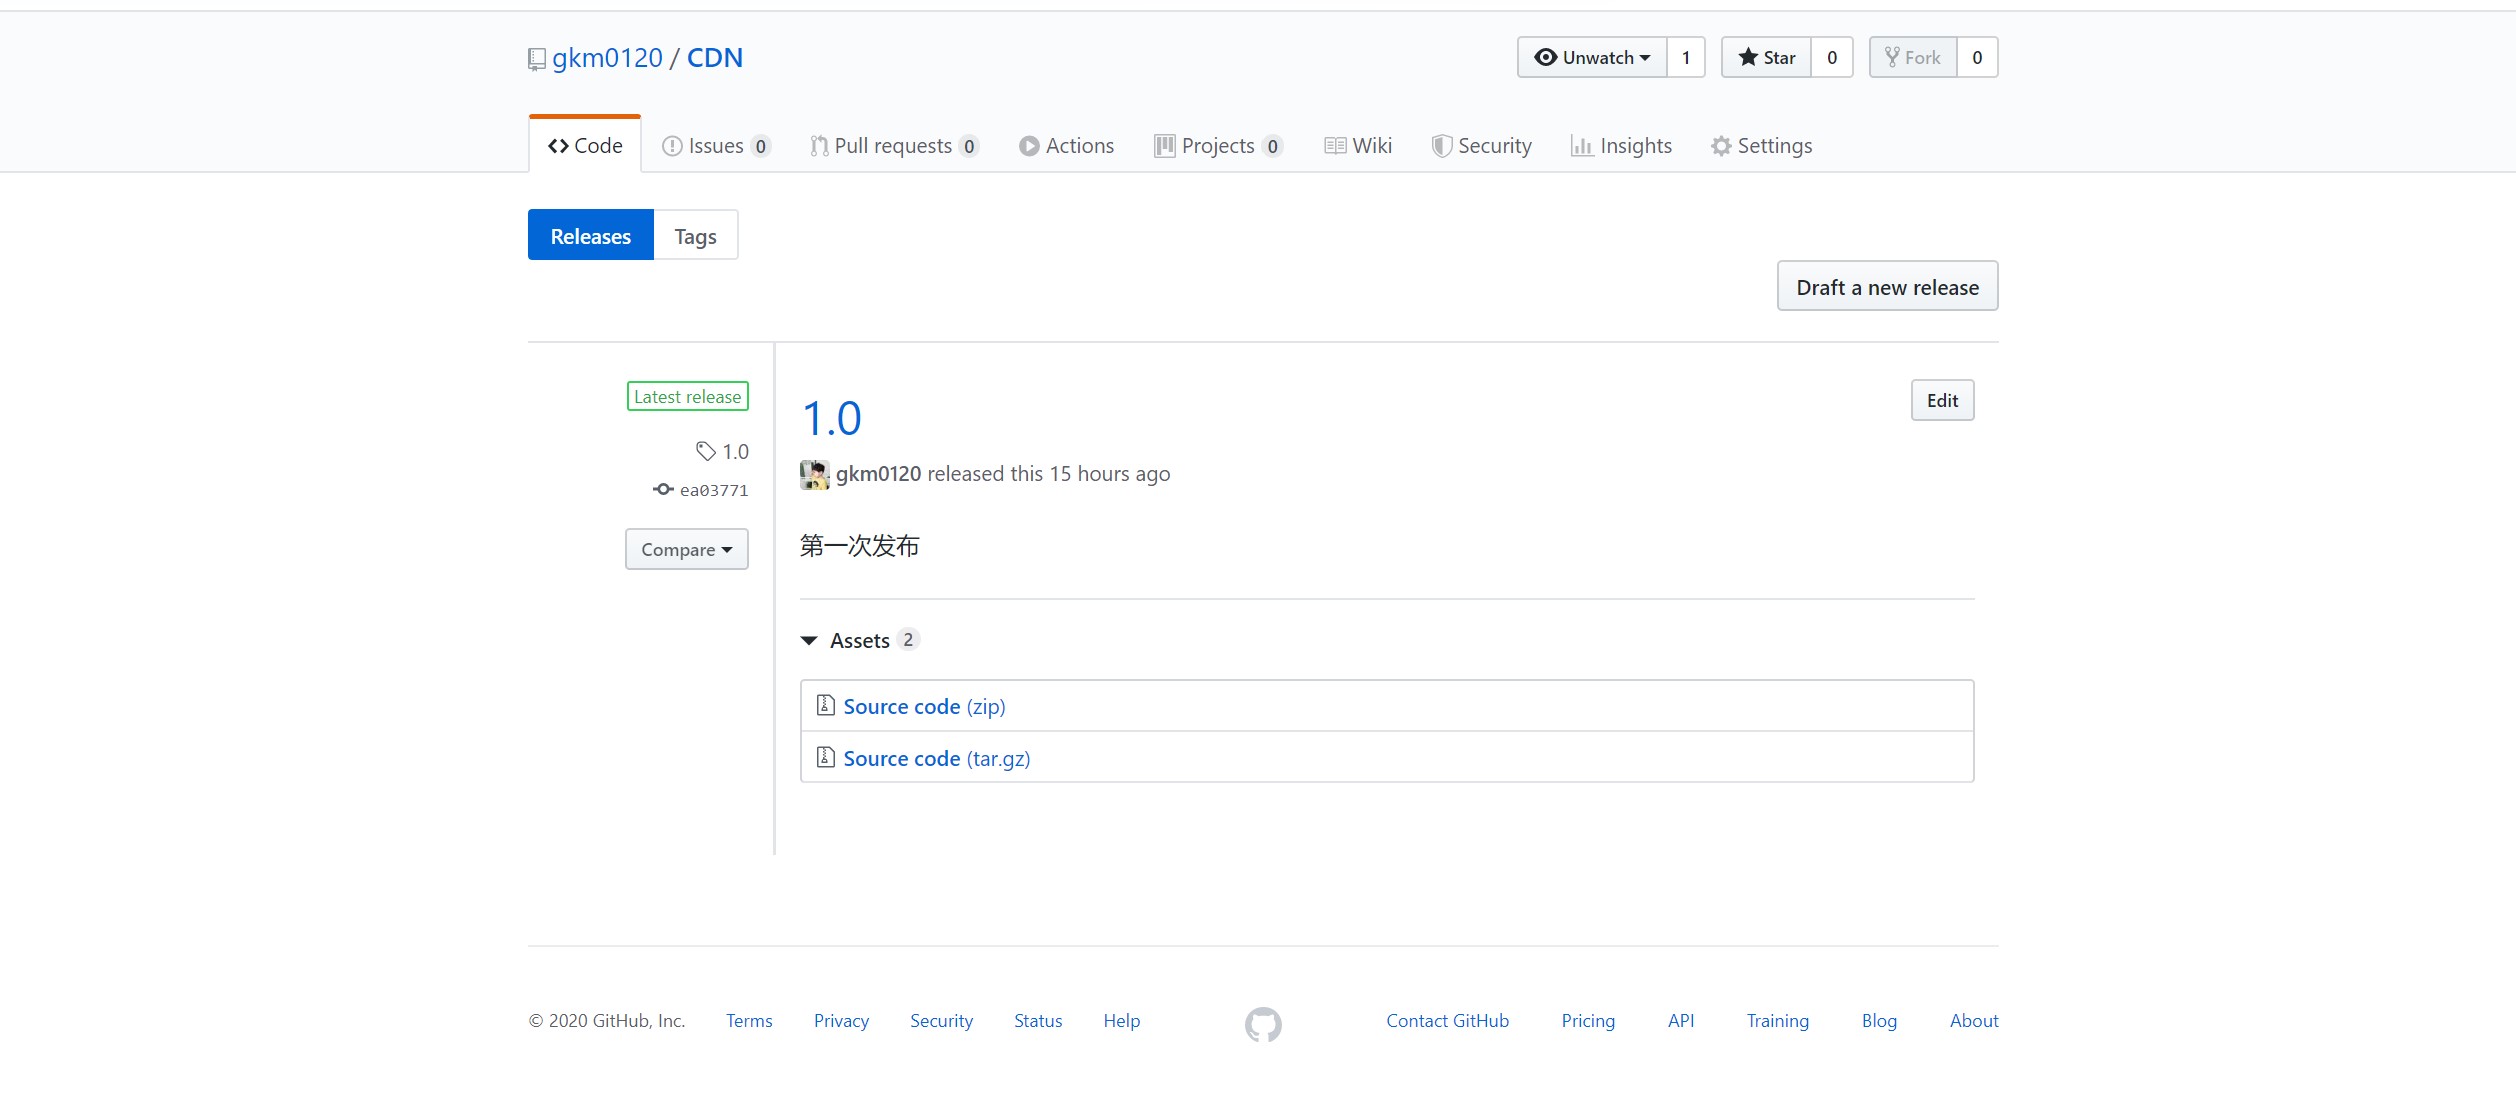 gkm0120 / CDN
Unwatch 1 Star 0 Fork 0
Code Issues 0 Pull requests 0 Actions Projects 0 Wiki Security Insights Settings
Releases Tags
Draft a new release
Latest release
1.0
ea03771
Compare
1.0
Edit
gkm0120 released this 15 hours ago
第一次发布
Assets 2
Source code (zip)
Source code (tar.gz)
© 2020 GitHub, Inc. Terms Privacy Security Status Help Contact GitHub Pricing API Training Blog About